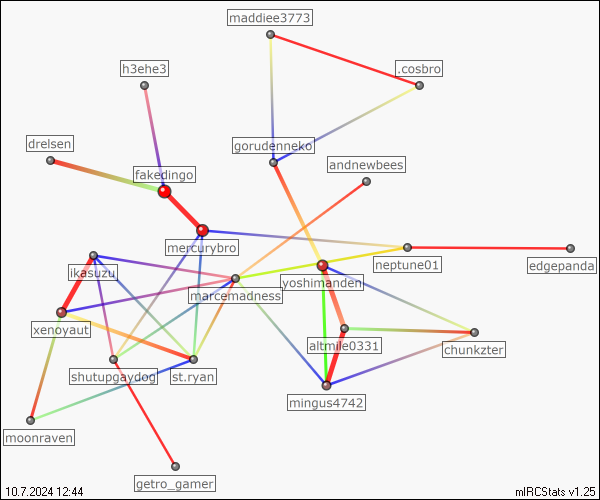 maddiee3773
h3ehe3
.cosbro
drelsen
gorudenneko
andnewbees
fakedingo
mercurybro
neptune01
edgepanda
ikasuzu
yoshimanden
marcemadness
xenoyaut
altmile0331
chunkzter
shutupgaydog
st.ryan
mingus4742
moonraven
getro_gamer
10.7.2024 12:44
mIRCStats v1.25